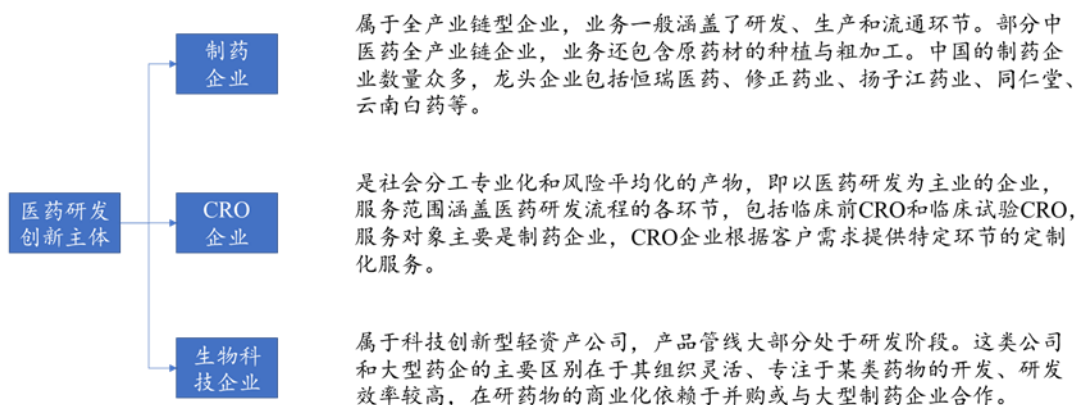 制药
企业
属于全产业链型企业，业务一般涵盖了研发、生产和流通环节。部分中
医药全产业链企业，业务还包含原药材的种植与粗加工。中国的制药企
业数量众多，龙头企业包括恒瑞医药、修正药业、扬子江药业、同仁堂、
云南白药等。
医药研发
创新主体
CRO
企业
是社会分工专业化和风险平均化的产物，即以医药研发为主业的企业，
服务范围涵盖医药研发流程的各环节，包括临床前CRO和临床试验CRO，
服务对象主要是制药企业，CRO企业根据客户需求提供特定环节的定制
化服务。
生物科
技企业
属于科技创新型轻资产公司，产品管线大部分处于研发阶段。这类公司
和大型药企的主要区别在于其组织灵活、专注于某类药物的开发、研发
效率较高，在研药物的商业化依赖于并购或与大型制药企业合作。